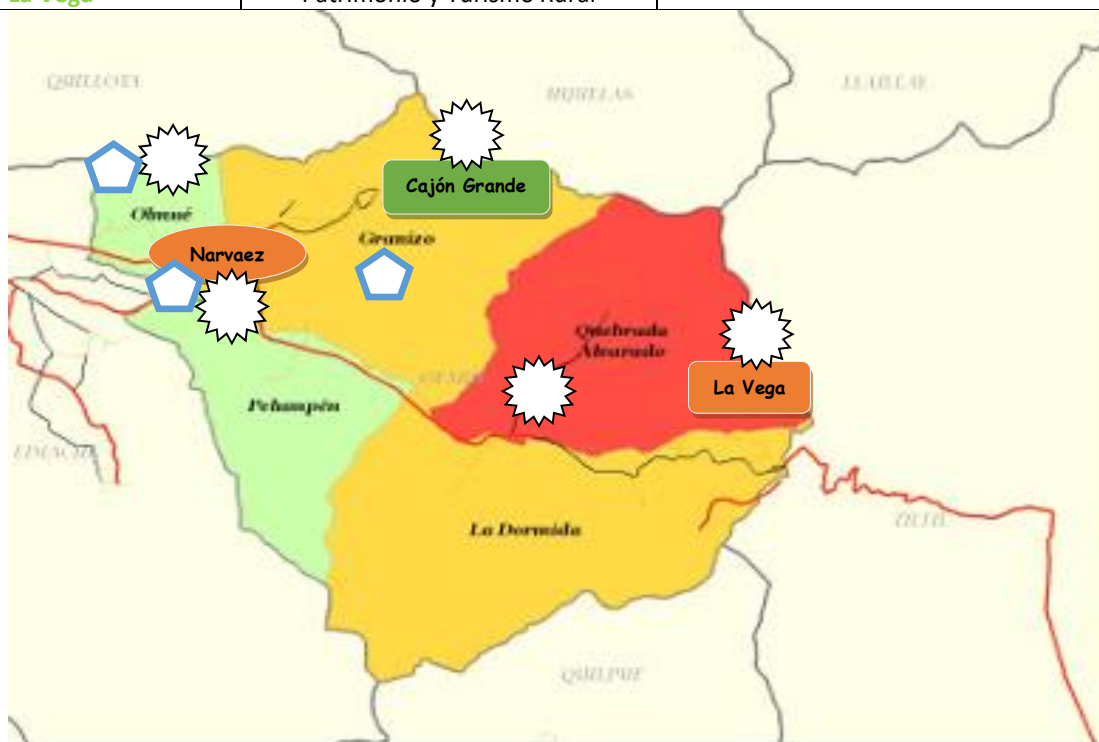 La Vega
Patrimonio y Turismo Rural
QUILLOTA
HIJUELAS
LLAILLAY
Cajón Grande
Olmué
Granizo
Narvaez
Quebrada
Alvarado
La Vega
OLMUÉ
Pelumpén
LIMACHE
La Dormida
TILTIL
QUILPUE